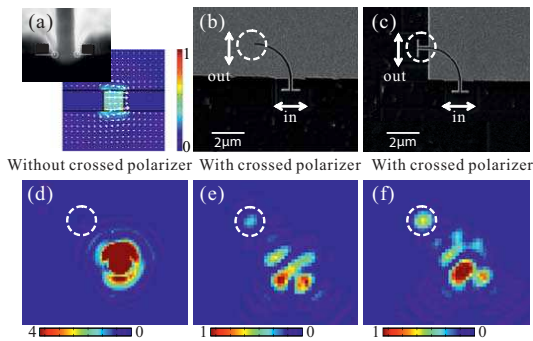 (a)
1
0
(b)
out
in
2μm
(c)
out
in
2μm
Without crossed polarizer
With crossed polarizer
With crossed polarizer
(d)
(e)
(f)
4 0
1 0
1 0